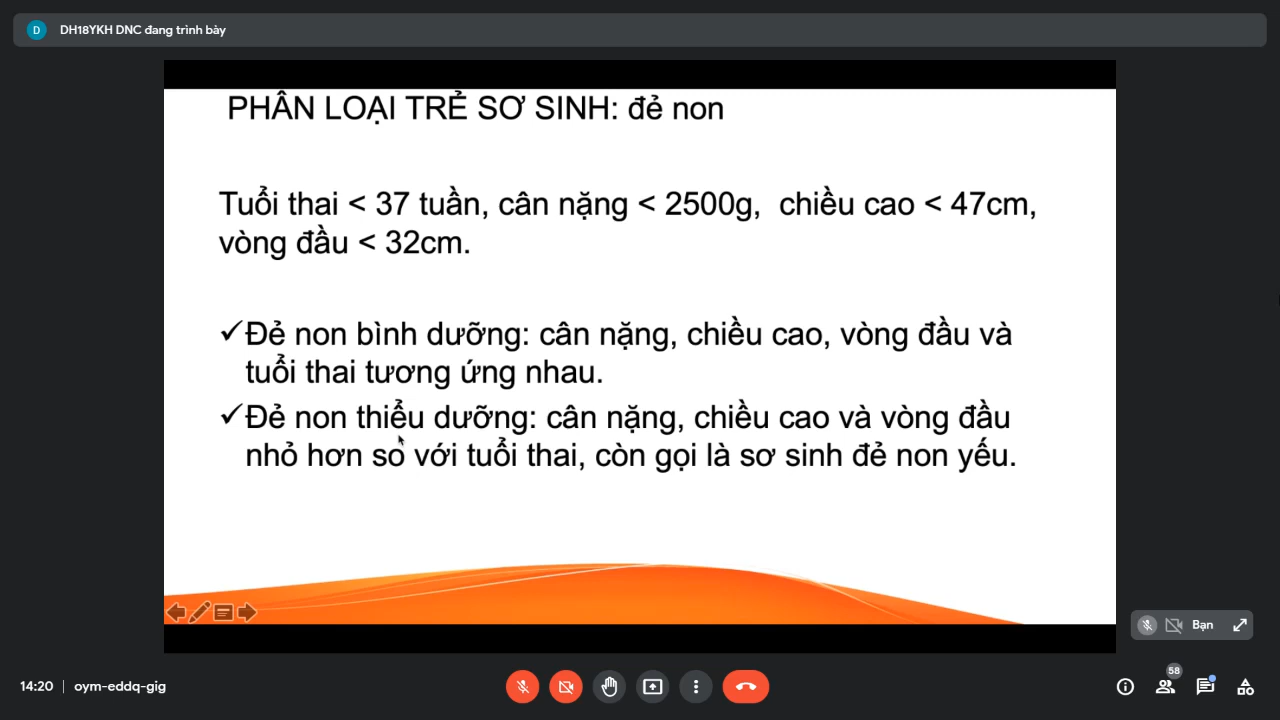 D DH18YKH DNC đang trình bày
PHÂN LOẠI TRẺ SƠ SINH: đẻ non
Tuổi thai < 37 tuần, cân nặng < 2500g, chiều cao < 47cm,
vòng đầu < 32cm.
✓Đẻ non bình dưỡng: cân nặng, chiều cao, vòng đầu và
tuổi thai tương ứng nhau.
✓Đẻ non thiểu dưỡng: cân nặng, chiều cao và vòng đầu
nhỏ hơn so với tuổi thai, còn gọi là sơ sinh đẻ non yếu.
Bạn
14:20 | oym-eddq-gig
58